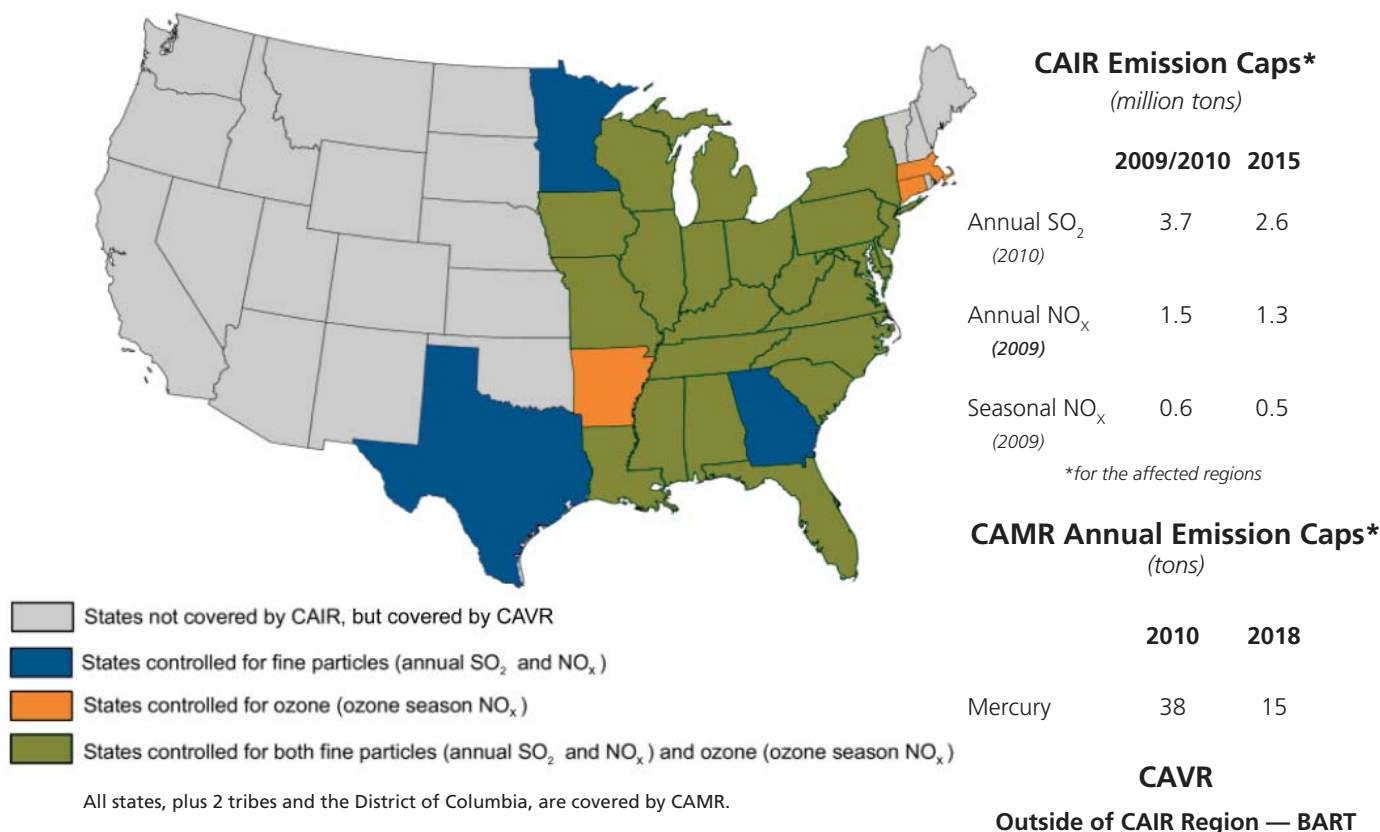 CAIR Emission Caps*
(million tons)
2009/2010 2015
Annual SO₂ 3.7 2.6
(2010)
Annual NOₓ 1.5 1.3
(2009)
Seasonal NOₓ 0.6 0.5
(2009)
*for the affected regions
CAMR Annual Emission Caps*
(tons)
2010 2018
Mercury 38 15
CAVR
Outside of CAIR Region — BART
States not covered by CAIR, but covered by CAVR
States controlled for fine particles (annual SO₂ and NOₓ)
States controlled for ozone (ozone season NOₓ)
States controlled for both fine particles (annual SO₂ and NOₓ) and ozone (ozone season NOₓ)
All states, plus 2 tribes and the District of Columbia, are covered by CAMR.